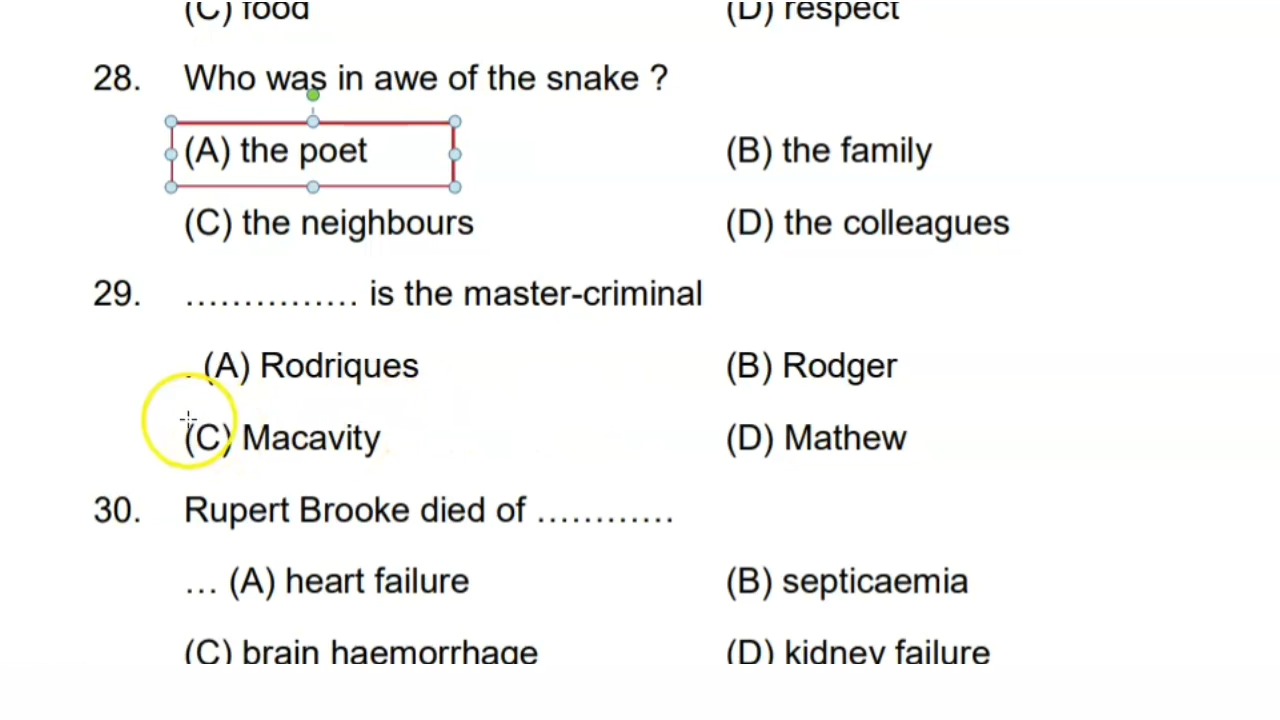 (C) food (D) respect
28. Who was in awe of the snake ?
(A) the poet (B) the family
(C) the neighbours (D) the colleagues
29. …………… is the master-criminal
. (A) Rodriques (B) Rodger
(C) Macavity (D) Mathew
30. Rupert Brooke died of …………
… (A) heart failure (B) septicaemia
(C) brain haemorrhage (D) kidney failure